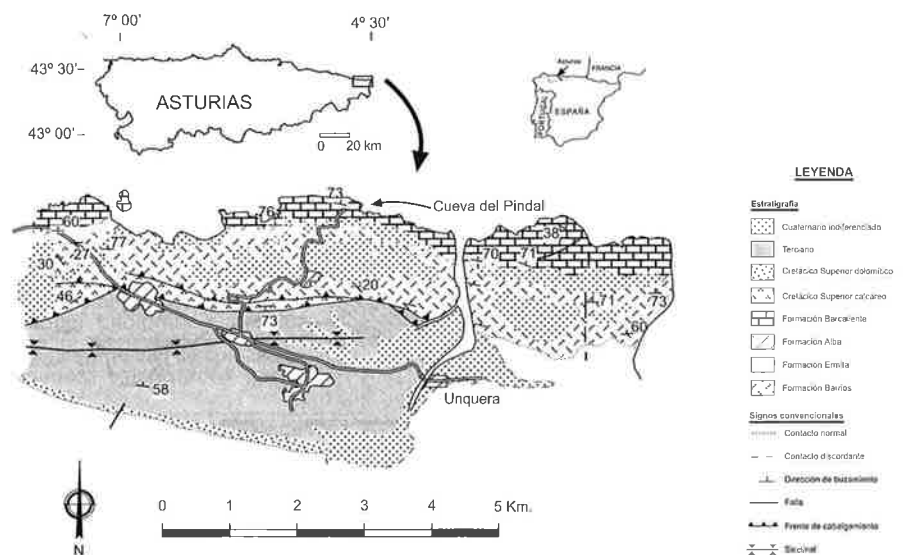 7º 00'
4º 30'
43º 30'
43º 00'
ASTURIAS
0 20 km
Asturias
FRANCIA
PORTUGAL
ESPAÑA
73
Cueva del Pindal
76
60
77
27
30
46
20
73
58
70
71
38
71
73
60
Unquera
0 1 2 3 4 5 Km.
N
LEYENDA
Estratigrafía
Cuaternario indiferenciado
Terciario
Cretácico Superior dolomítico
Cretácico Superior calcáreo
Formación Barcaliente
Formación Alba
Formación Ermita
Formación Barrios
Signos convencionales
Contacto normal
Contacto discordante
Dirección de buzamiento
Falla
Frente de cabalgamiento
Sinclinal